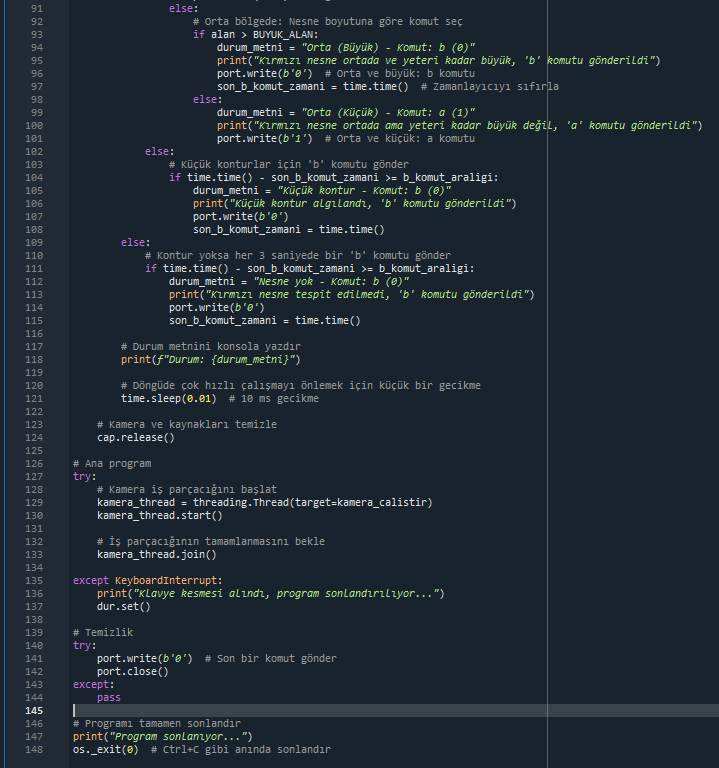 91 else:
92 # Orta bölgede: Nesne boyutuna göre komut seç
93 if alan > BUYUK_ALAN:
94 durum_metni = "Orta (Büyük) - Komut: b (0)"
95 print("Kırmızı nesne ortada ve yeteri kadar büyük, 'b' komutu gönderildi")
96 port.write(b'0') # Orta ve büyük: b komutu
97 son_b_komut_zamani = time.time() # Zamanlayıcıyı sıfırla
98 else:
99 durum_metni = "Orta (Küçük) - Komut: a (1)"
100 print("Kırmızı nesne ortada ama yeteri kadar büyük değil, 'a' komutu gönderildi")
101 port.write(b'1') # Orta ve küçük: a komutu
102 else:
103 # Küçük konturlar için 'b' komutu gönder
104 if time.time() - son_b_komut_zamani >= b_komut_araligi:
105 durum_metni = "Küçük kontur - Komut: b (0)"
106 print("Küçük kontur algılandı, 'b' komutu gönderildi")
107 port.write(b'0')
108 son_b_komut_zamani = time.time()
109 else:
110 # Kontur yoksa her 3 saniyede bir 'b' komutu gönder
111 if time.time() - son_b_komut_zamani >= b_komut_araligi:
112 durum_metni = "Nesne yok - Komut: b (0)"
113 print("Kırmızı nesne tespit edilmedi, 'b' komutu gönderildi")
114 port.write(b'0')
115 son_b_komut_zamani = time.time()
116
117 # Durum metnini konsola yazdır
118 print(f"Durum: {durum_metni}")
119
120 # Döngüde çok hızlı çalışmayı önlemek için küçük bir gecikme
121 time.sleep(0.01) # 10 ms gecikme
122
123 # Kamera ve kaynakları temizle
124 cap.release()
125
126 # Ana program
127 try:
128 # Kamera iş parçacığını başlat
129 kamera_thread = threading.Thread(target=kamera_calistir)
130 kamera_thread.start()
131
132 # İş parçacığının tamamlanmasını bekle
133 kamera_thread.join()
134
135 except KeyboardInterrupt:
136 print("Klavye kesmesi alındı, program sonlandırılıyor...")
137 dur.set()
138
139 # Temizlik
140 try:
141 port.write(b'0') # Son bir komut gönder
142 port.close()
143 except:
144 pass
145
146 # Programı tamamen sonlandır
147 print("Program sonlanıyor...")
148 os._exit(0) # Ctrl+C gibi anında sonlandır